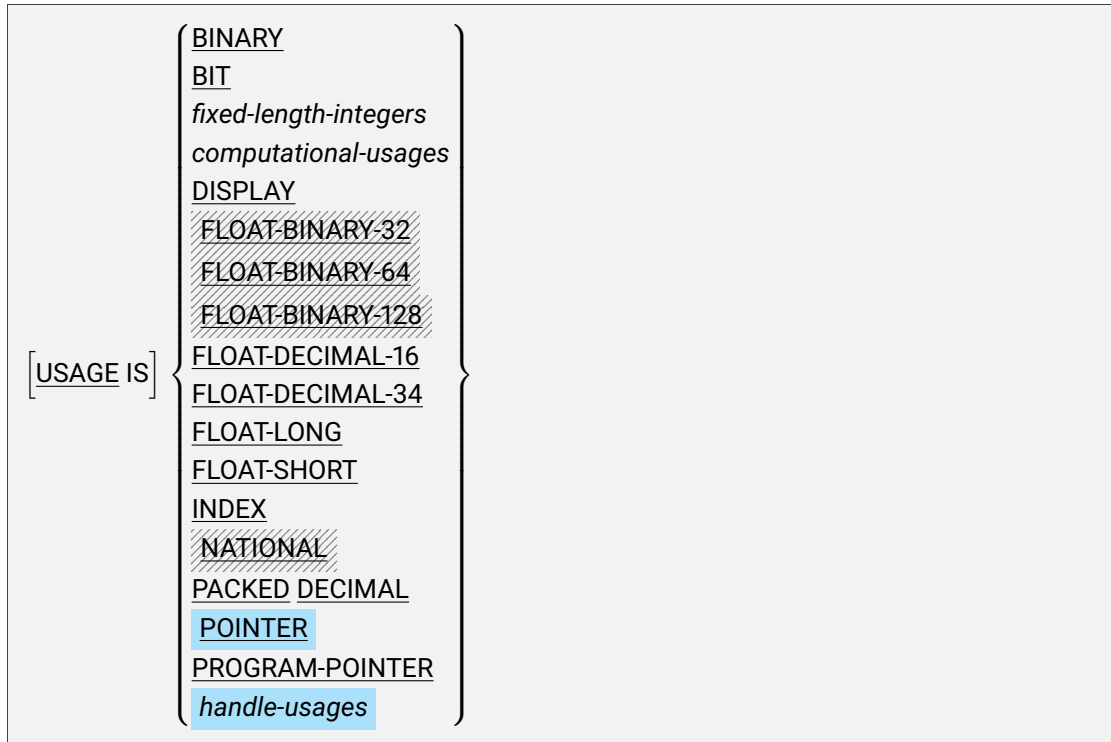 BINARY
BIT
fixed-length-integers
computational-usages
DISPLAY
FLOAT-BINARY-32
FLOAT-BINARY-64
FLOAT-BINARY-128
FLOAT-DECIMAL-16
[USAGE IS]
FLOAT-DECIMAL-34
FLOAT-LONG
FLOAT-SHORT
INDEX
NATIONAL
PACKED DECIMAL
POINTER
PROGRAM-POINTER
handle-usages